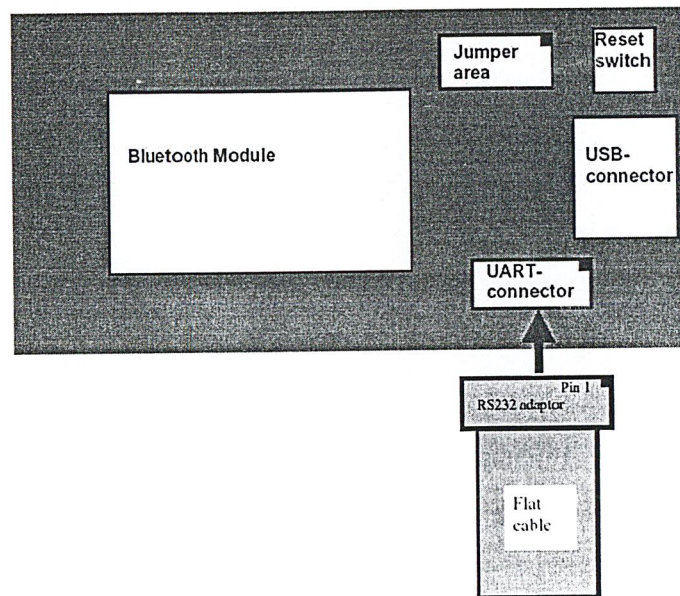 Jumper
area
Reset
switch
Bluetooth Module
USB-
connector
UART-
connector
Pin 1
RS232 adaptor
Flat
cable